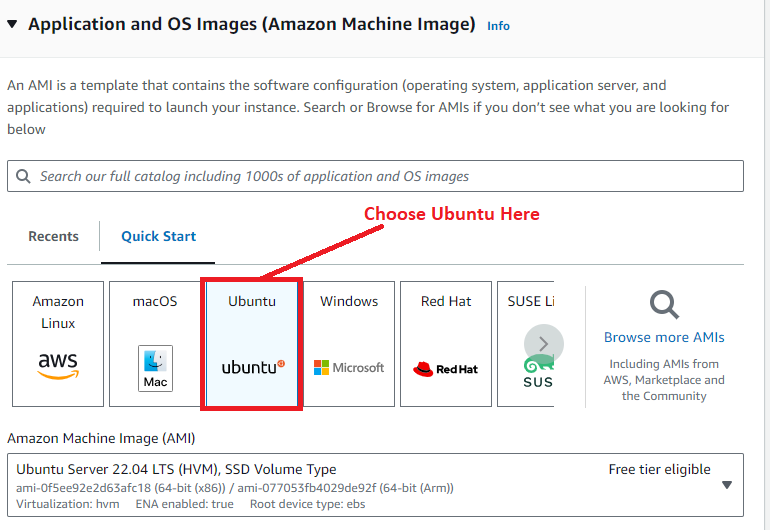 Application and OS Images (Amazon Machine Image) Info
An AMI is a template that contains the software configuration (operating system, application server, and
applications) required to launch your instance. Search or Browse for AMIs if you don't see what you are looking for
below
Search our full catalog including 1000s of application and OS images
Choose Ubuntu Here
Recents
Quick Start
Amazon
Linux
aws
macOS
Mac
Ubuntu
ubuntu
Windows
Microsoft
Red Hat
Red Hat
SUSE Li
SUS
Browse more AMIs
Including AMIs from
AWS, Marketplace and
the Community
Amazon Machine Image (AMI)
Ubuntu Server 22.04 LTS (HVM), SSD Volume Type
Free tier eligible
ami-0f5ee92e2d63afc18 (64-bit (x86)) / ami-077053fb4029de92f (64-bit (Arm))
Virtualization: hvm ENA enabled: true Root device type: ebs